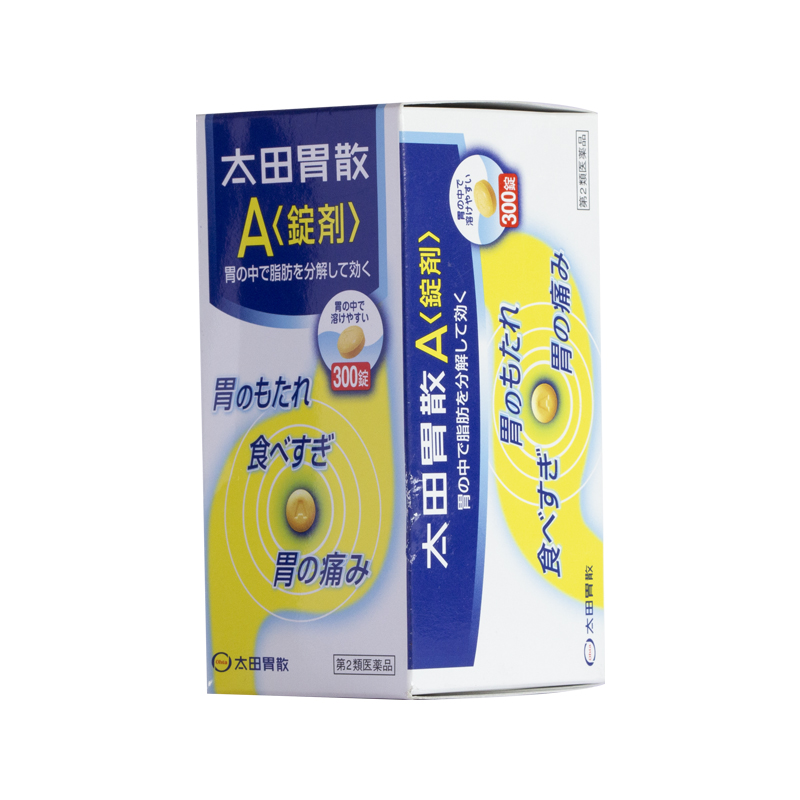 太田胃散
A〈錠剤〉
胃の中で脂肪を分解して効く
胃の中で
溶けやすい
300錠
胃のもたれ
食べすぎ
胃の痛み
太田胃散
第2類医薬品
第2類医薬品
胃の中で
溶けやすい
300錠
太田胃散A〈錠剤〉
胃の中で脂肪を分解して効く
胃のもたれ
胃の痛み
食べすぎ
太田胃散